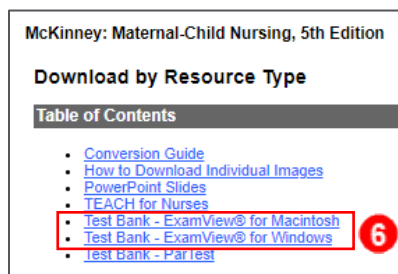 McKinney: Maternal-Child Nursing, 5th Edition
Download by Resource Type
Table of Contents
Conversion Guide
How to Download Individual Images
PowerPoint Slides
TEACH for Nurses
Test Bank - ExamView® for Macintosh
Test Bank - ExamView® for Windows
6
Test Bank - ParTest